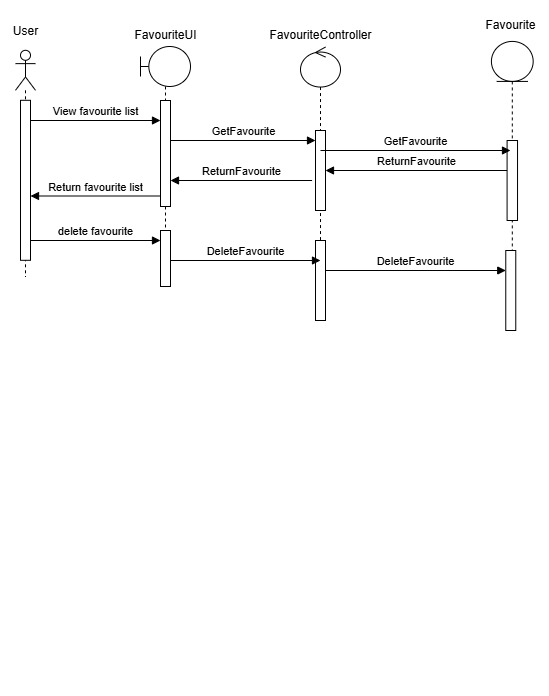 User
FavouriteUI
FavouriteController
Favourite
View favourite list
GetFavourite
GetFavourite
ReturnFavourite
ReturnFavourite
Return favourite list
delete favourite
DeleteFavourite
DeleteFavourite